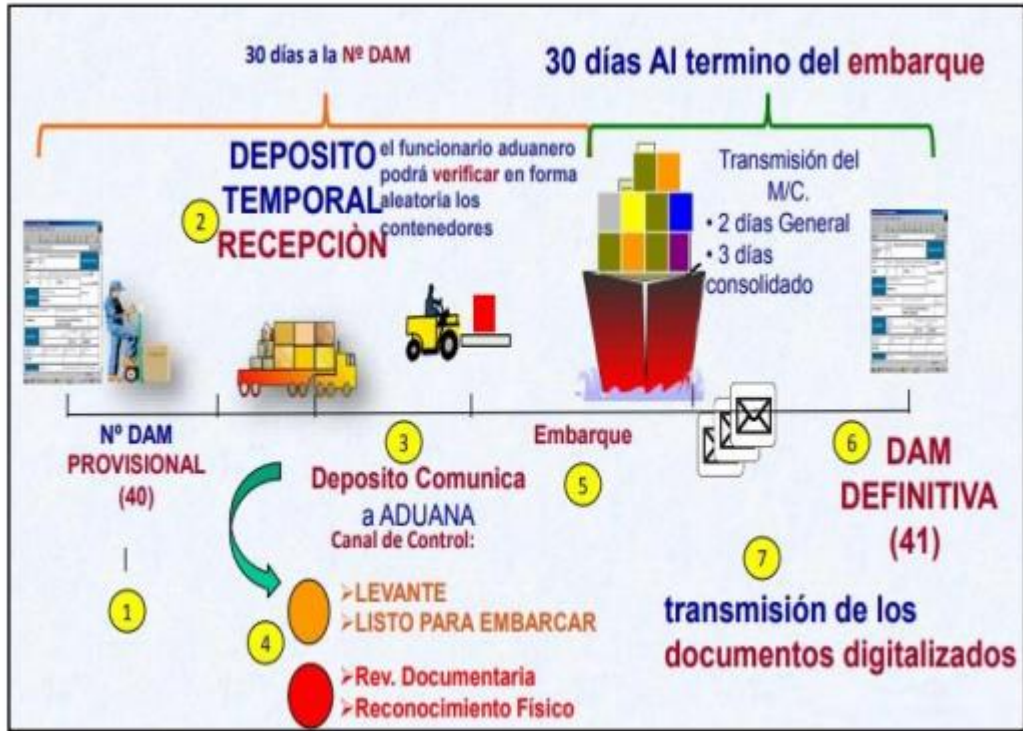 30 días a la Nº DAM
30 días Al termino del embarque
DEPOSITO
TEMPORAL
RECEPCIÒN
2
el funcionario aduanero
podrá verificar en forma
aleatoria los
contenedores
Transmisión del
M/C.
• 2 días General
• 3 días
consolidado
Nº DAM
PROVISIONAL
(40)
1
3
Deposito Comunica
a ADUANA
Canal de Control:
4
➢LEVANTE
➢LISTO PARA EMBARCAR
➢Rev. Documentaria
➢Reconocimiento Físico
Embarque
5
6
DAM
DEFINITIVA
(41)
7
transmisión de los
documentos digitalizados